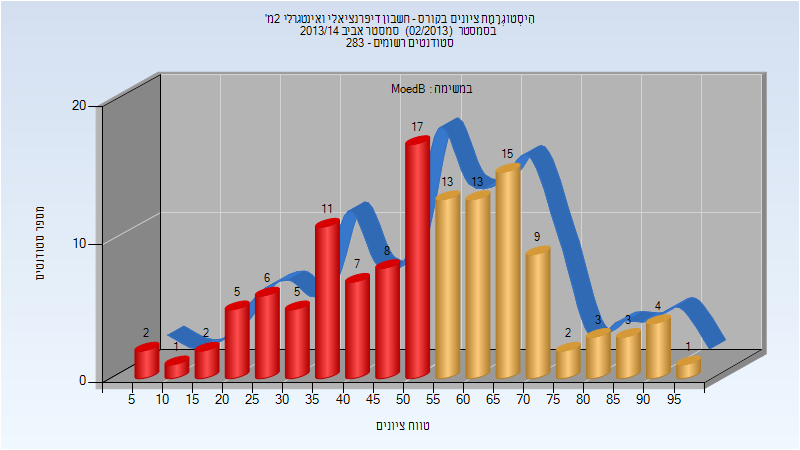 הִיסְטוֹגְרַמַּת ציונים בקורס - חשבון דיפרנציאלי ואינטגרלי 2מ'
בסמסטר (02/2013) סמסטר אביב 2013/14
סטודנטים רשומים - 283
במשימה : MoedB
מספר סטודנטים
20
10
0
2 1 2 5 6 5 11 7 8 17 13 13 15 9 2 3 3 4 1
5 10 15 20 25 30 35 40 45 50 55 60 65 70 75 80 85 90 95
טווח ציונים